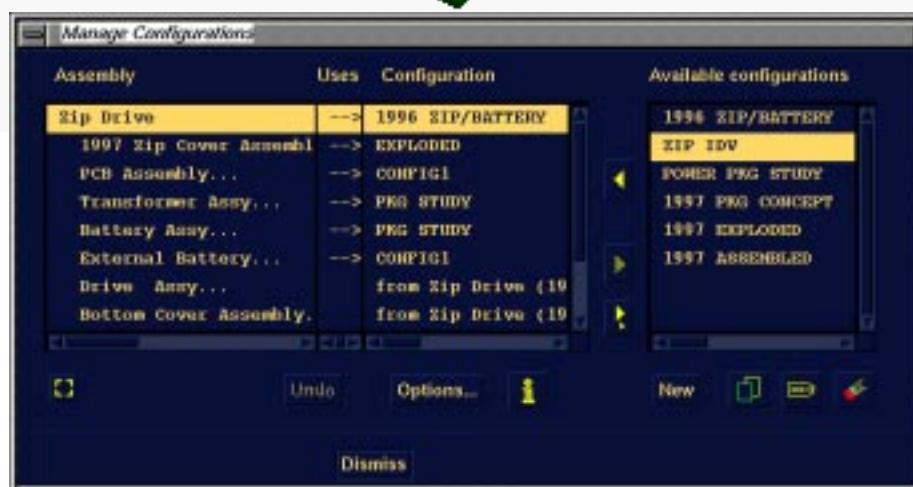 Manage Configurations
Assembly Uses Configuration Available configurations
Zip Drive --> 1996 ZIP/BATTERY 1996 ZIP/BATTERY
1997 Zip Cover Assembl --> EXPLODED ZIP IDV
PCB Assembly... --> CONFIG1 POWER PKG STUDY
Transformer Assy... --> PKG STUDY 1997 PKG CONCEPT
Battery Assy... --> PKG STUDY 1997 EXPLODED
External Battery... --> CONFIG1 1997 ASSEMBLED
Drive Assy... from Zip Drive (19
Bottom Cover Assembly. from Zip Drive (19
Undo Options... New
Dismiss